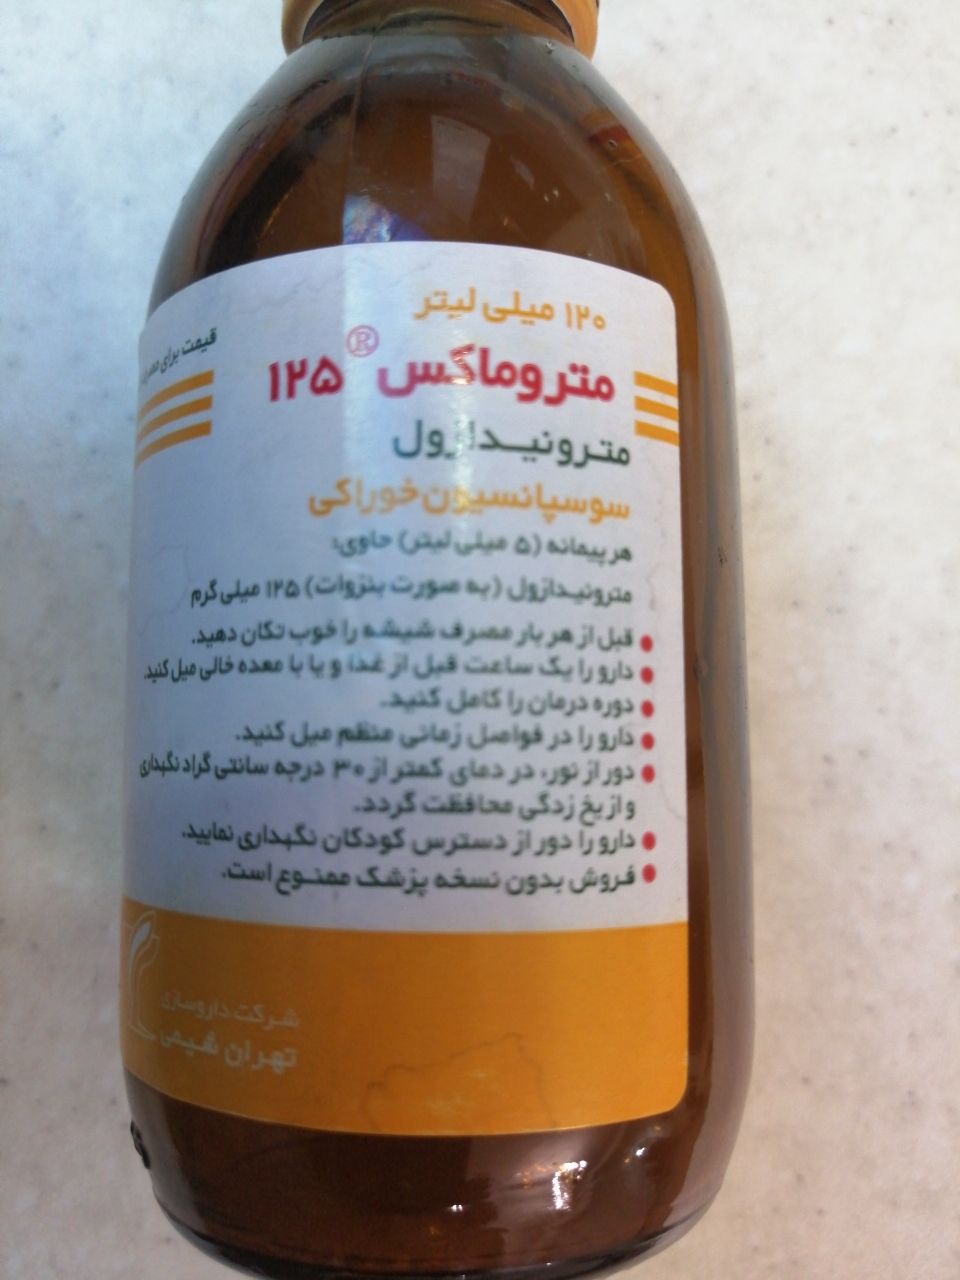 ۱۲۰ میلی لیتر
قیمت برای
متروماکس® ۱۲۵
مترونیدازول
سوسپانسیون خوراکی
هر پیمانه (۵ میلی لیتر) حاوی:
مترونیدازول (به صورت بنزوات) ۱۲۵ میلی گرم
قبل از هر بار مصرف شیشه را خوب تکان دهید.
دارو را یک ساعت قبل از غذا و یا با معده خالی میل کنید.
دوره درمان را کامل کنید.
دارو را در فواصل زمانی منظم میل کنید.
دور از نور، در دمای کمتر از ۳۰ درجه سانتی گراد نگهداری
و از یخ زدگی محافظت گردد.
دارو را دور از دسترس کودکان نگهداری نمایید.
فروش بدون نسخه پزشک ممنوع است.
شرکت داروسازی
تهران شیمی